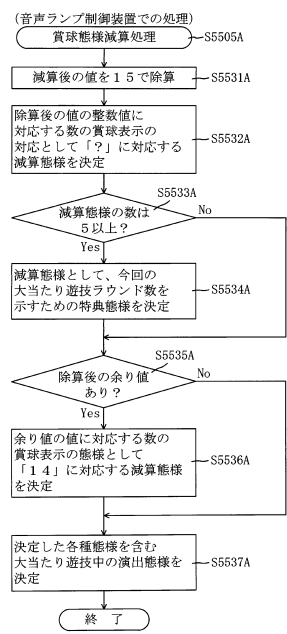 (音声ランプ制御装置での処理)
賞球態様減算処理
S5505A
減算後の値を15で除算
S5531A
除算後の値の整数値に
対応する数の賞球表示の
対応として「?」に対応する
減算態様を決定
S5532A
S5533A
減算態様の数は
5以上?
No
Yes
減算態様として、今回の
大当たり遊技ラウンド数を
示すための特典態様を決定
S5534A
S5535A
除算後の余り値
あり?
No
Yes
余り値の値に対応する数の
賞球表示の態様として
「14」に対応する減算態様
を決定
S5536A
決定した各種態様を含む
大当たり遊技中の演出態様を
決定
S5537A
終 了